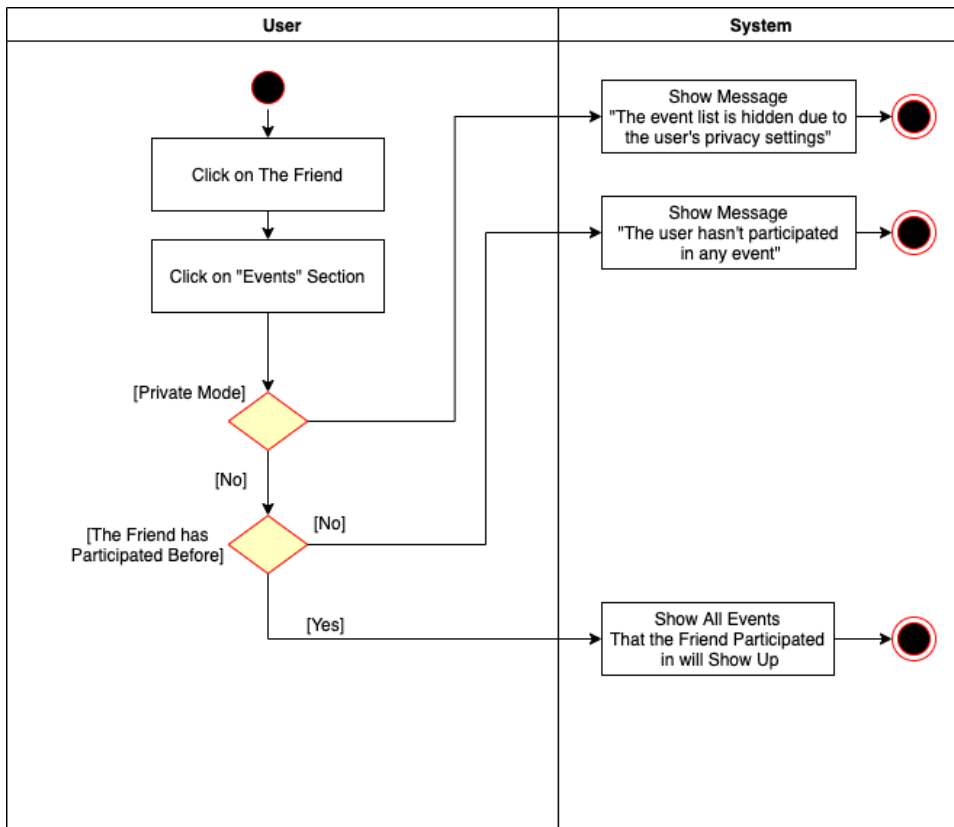 User
System
Click on The Friend
Click on "Events" Section
[Private Mode]
[No]
[The Friend has
Participated Before]
[No]
[Yes]
Show Message
"The event list is hidden due to
the user's privacy settings"
Show Message
"The user hasn't participated
in any event"
Show All Events
That the Friend Participated
in will Show Up